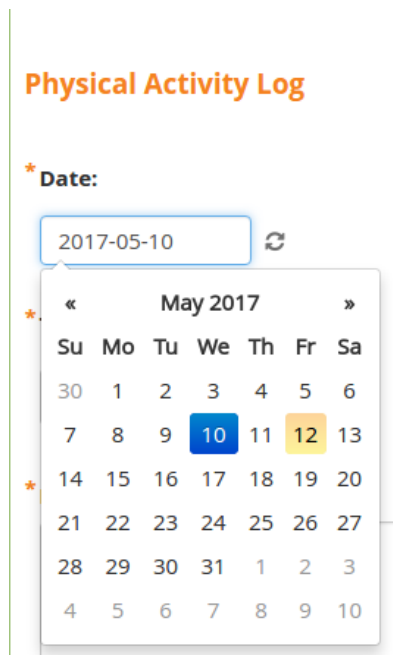 Physical Activity Log
* Date:
2017-05-10
« May 2017 »
Su Mo Tu We Th Fr Sa
30 1 2 3 4 5 6
7 8 9 10 11 12 13
14 15 16 17 18 19 20
21 22 23 24 25 26 27
28 29 30 31 1 2 3
4 5 6 7 8 9 10
*
*